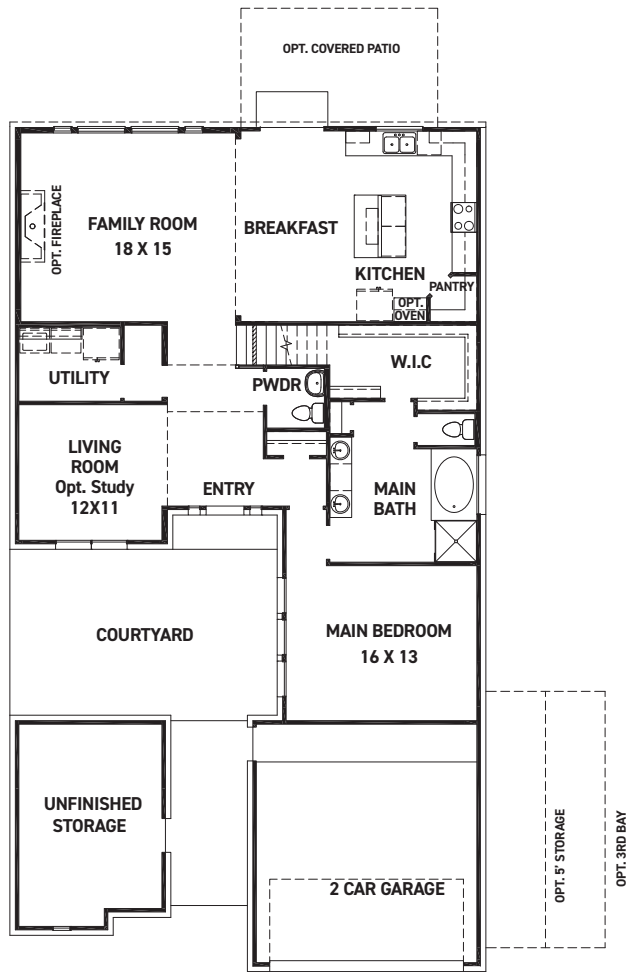 OPT. COVERED PATIO
OPT. FIREPLACE
FAMILY ROOM
18 X 15
BREAKFAST
KITCHEN
PANTRY
OPT.
OVEN
UTILITY
PWDR
W.I.C
LIVING
ROOM
Opt. Study
12X11
ENTRY
MAIN
BATH
COURTYARD
MAIN BEDROOM
16 X 13
UNFINISHED
STORAGE
2 CAR GARAGE
OPT. 5' STORAGE
OPT. 3RD BAY